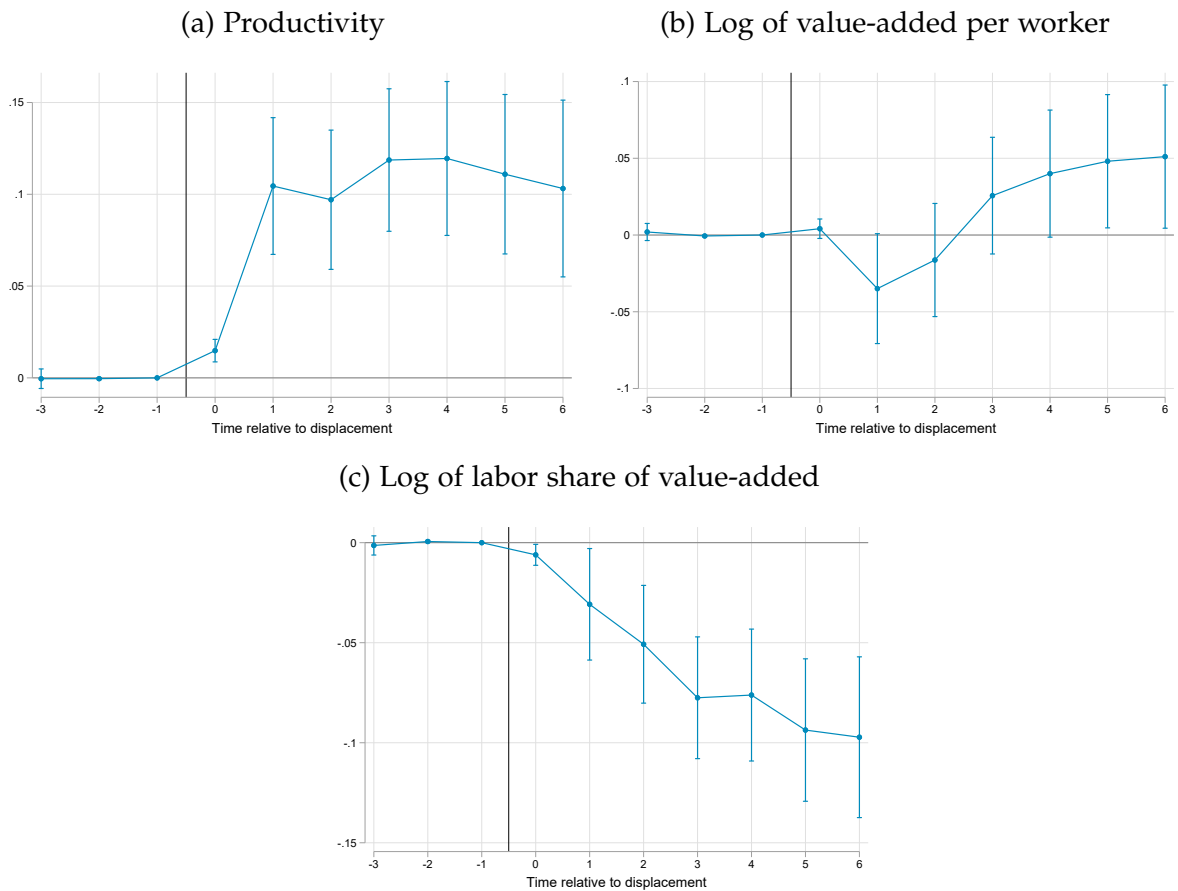 (a) Productivity
.15
.1
.05
0
-3 -2 -1 0 1 2 3 4 5 6
Time relative to displacement
(b) Log of value-added per worker
.1
.05
0
-.05
-.1
-3 -2 -1 0 1 2 3 4 5 6
Time relative to displacement
(c) Log of labor share of value-added
0
-.05
-.1
-.15
-3 -2 -1 0 1 2 3 4 5 6
Time relative to displacement